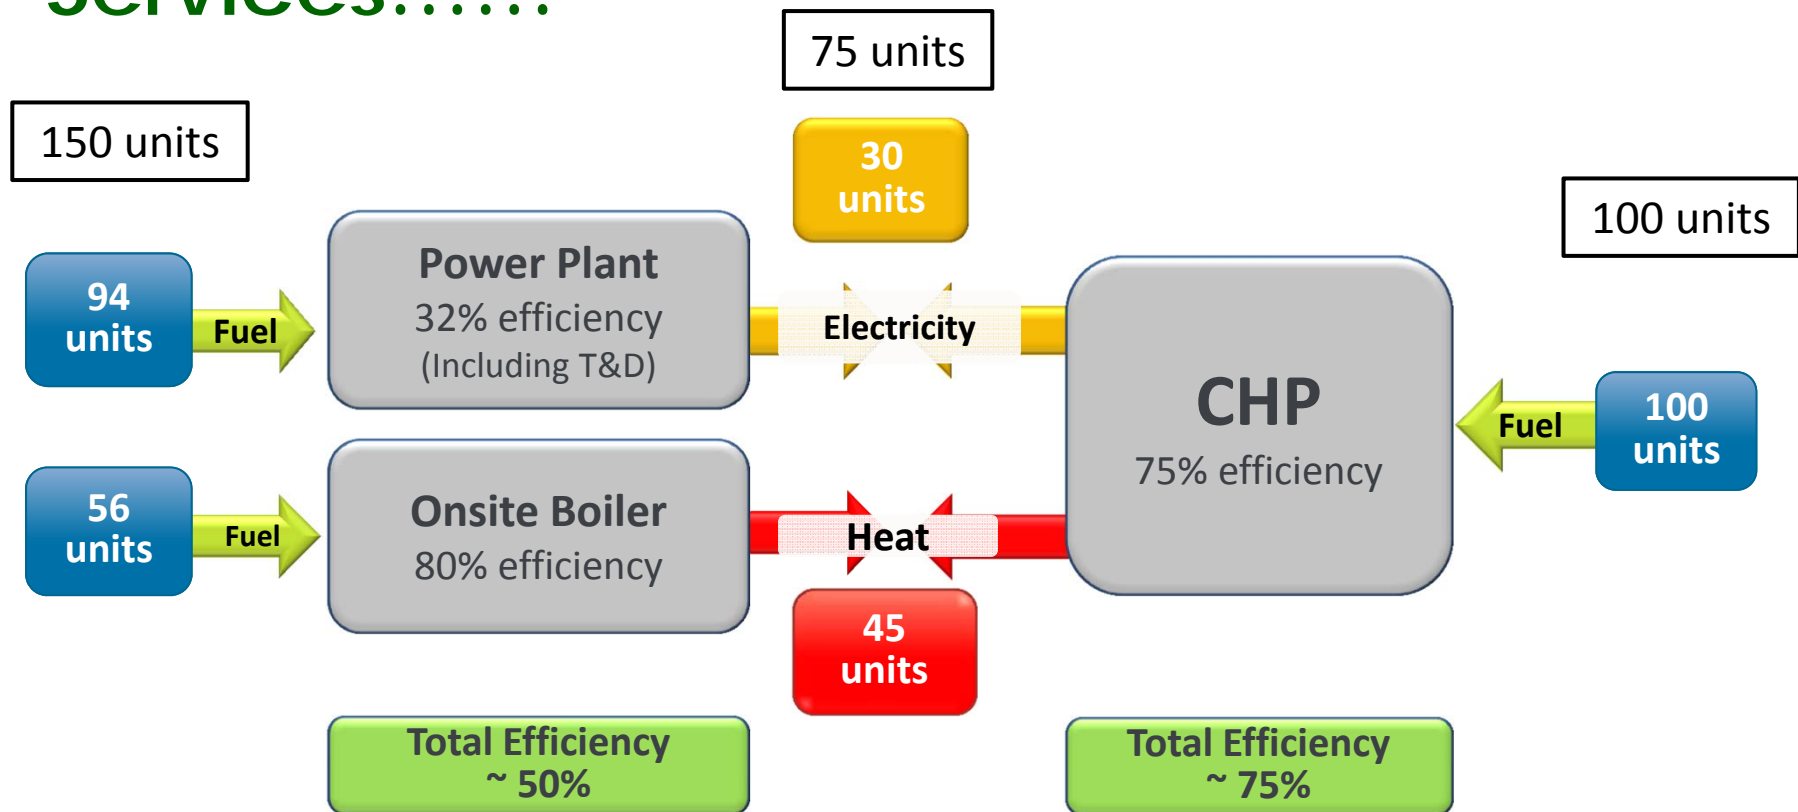 services......
75 units
150 units
30
units
100 units
Power Plant
32% efficiency
(Including T&D)
94
units
Fuel
Electricity
CHP
75% efficiency
Fuel
100
units
Onsite Boiler
80% efficiency
56
units
Fuel
Heat
45
units
Total Efficiency
~ 50%
Total Efficiency
~ 75%